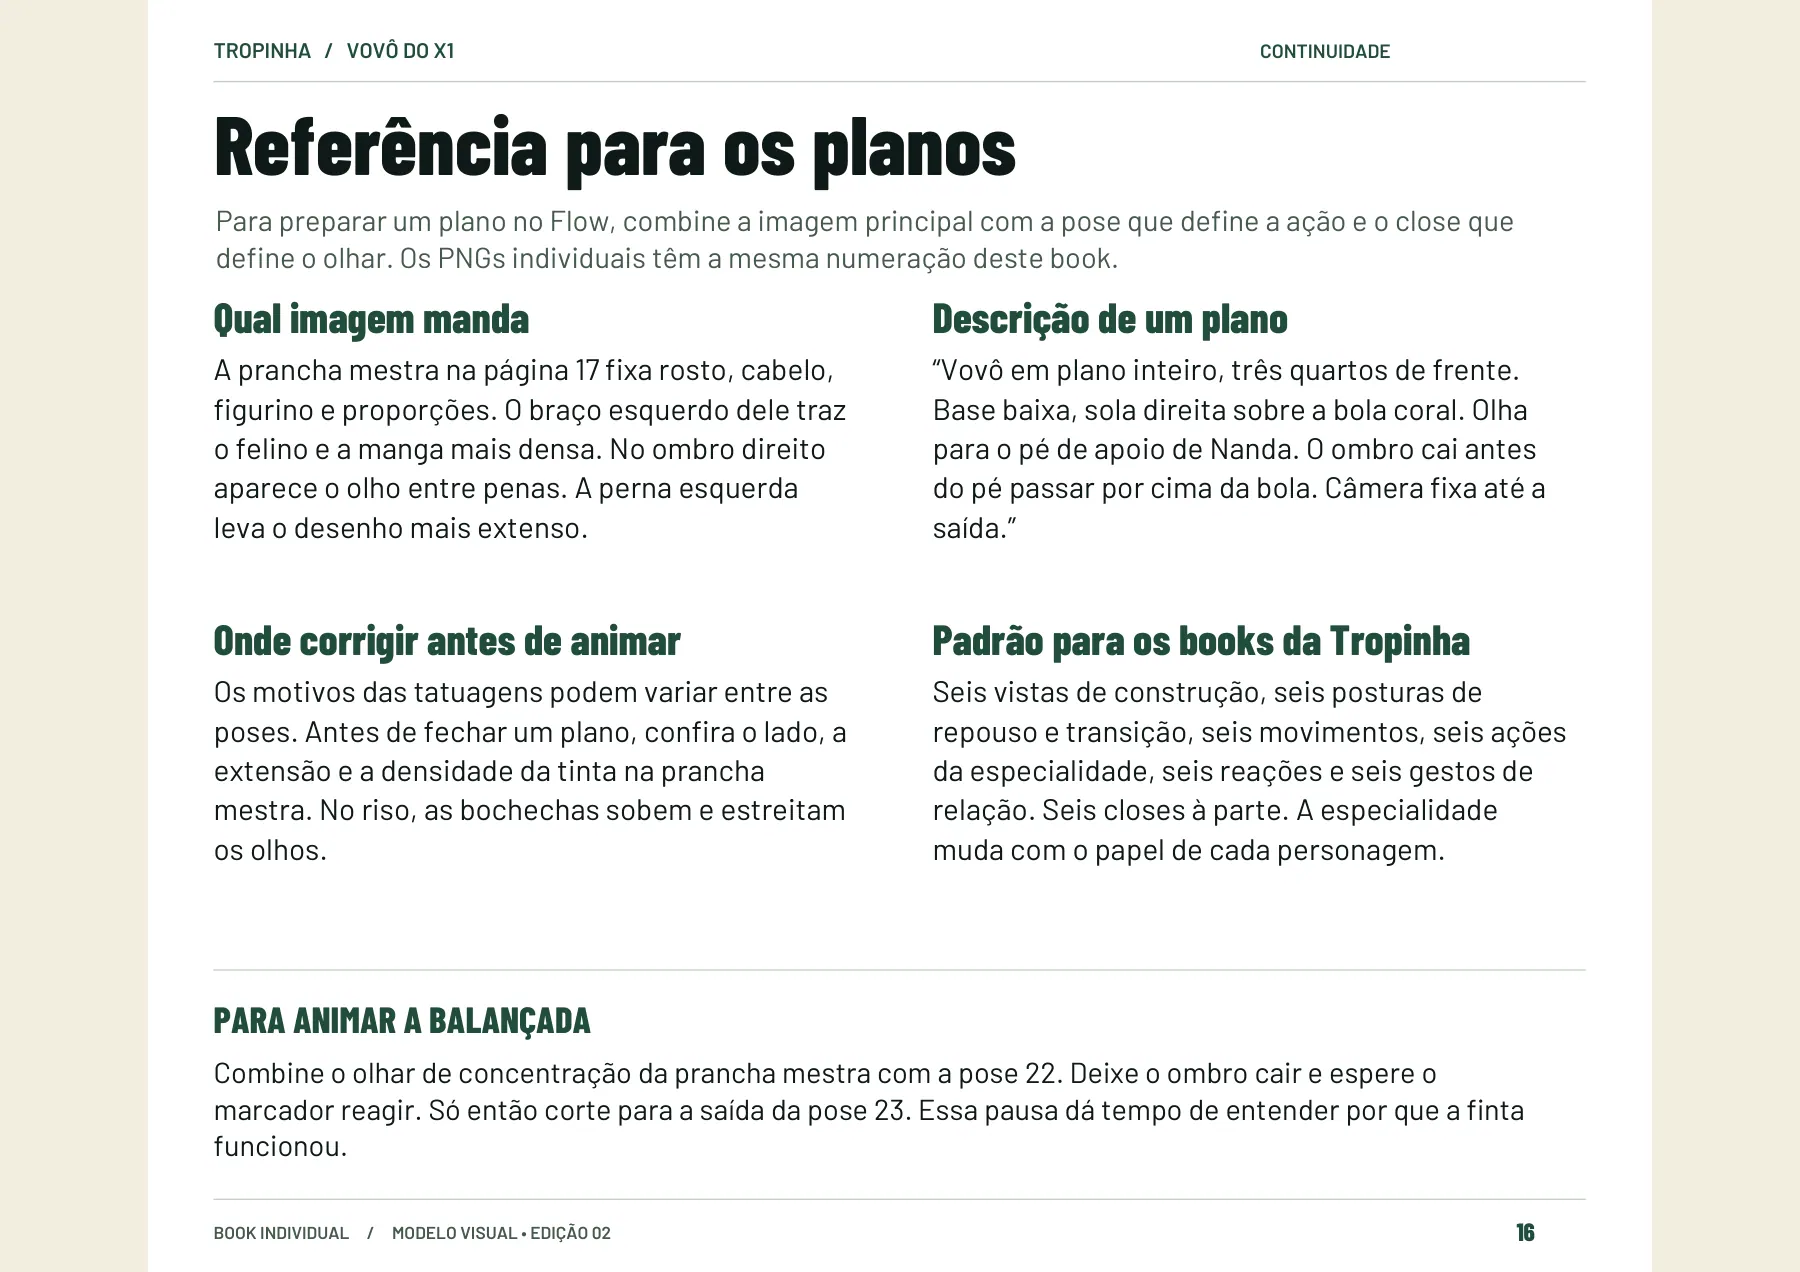 TROPINHA / VOVÔ DO X1
CONTINUIDADE
Referência para os planos
Para preparar um plano no Flow, combine a imagem principal com a pose que define a ação e o close que
define o olhar. Os PNGs individuais têm a mesma numeração deste book.
Qual imagem manda
A prancha mestra na página 17 fixa rosto, cabelo,
figurino e proporções. O braço esquerdo dele traz
o felino e a manga mais densa. No ombro direito
aparece o olho entre penas. A perna esquerda
leva o desenho mais extenso.
Descrição de um plano
“Vovô em plano inteiro, três quartos de frente.
Base baixa, sola direita sobre a bola coral. Olha
para o pé de apoio de Nanda. O ombro cai antes
do pé passar por cima da bola. Câmera fixa até a
saída.”
Onde corrigir antes de animar
Os motivos das tatuagens podem variar entre as
poses. Antes de fechar um plano, confira o lado, a
extensão e a densidade da tinta na prancha
mestra. No riso, as bochechas sobem e estreitam
os olhos.
Padrão para os books da Tropinha
Seis vistas de construção, seis posturas de
repouso e transição, seis movimentos, seis ações
da especialidade, seis reações e seis gestos de
relação. Seis closes à parte. A especialidade
muda com o papel de cada personagem.
PARA ANIMAR A BALANÇADA
Combine o olhar de concentração da prancha mestra com a pose 22. Deixe o ombro cair e espere o
marcador reagir. Só então corte para a saída da pose 23. Essa pausa dá tempo de entender por que a finta
funcionou.
BOOK INDIVIDUAL / MODELO VISUAL • EDIÇÃO 02
16